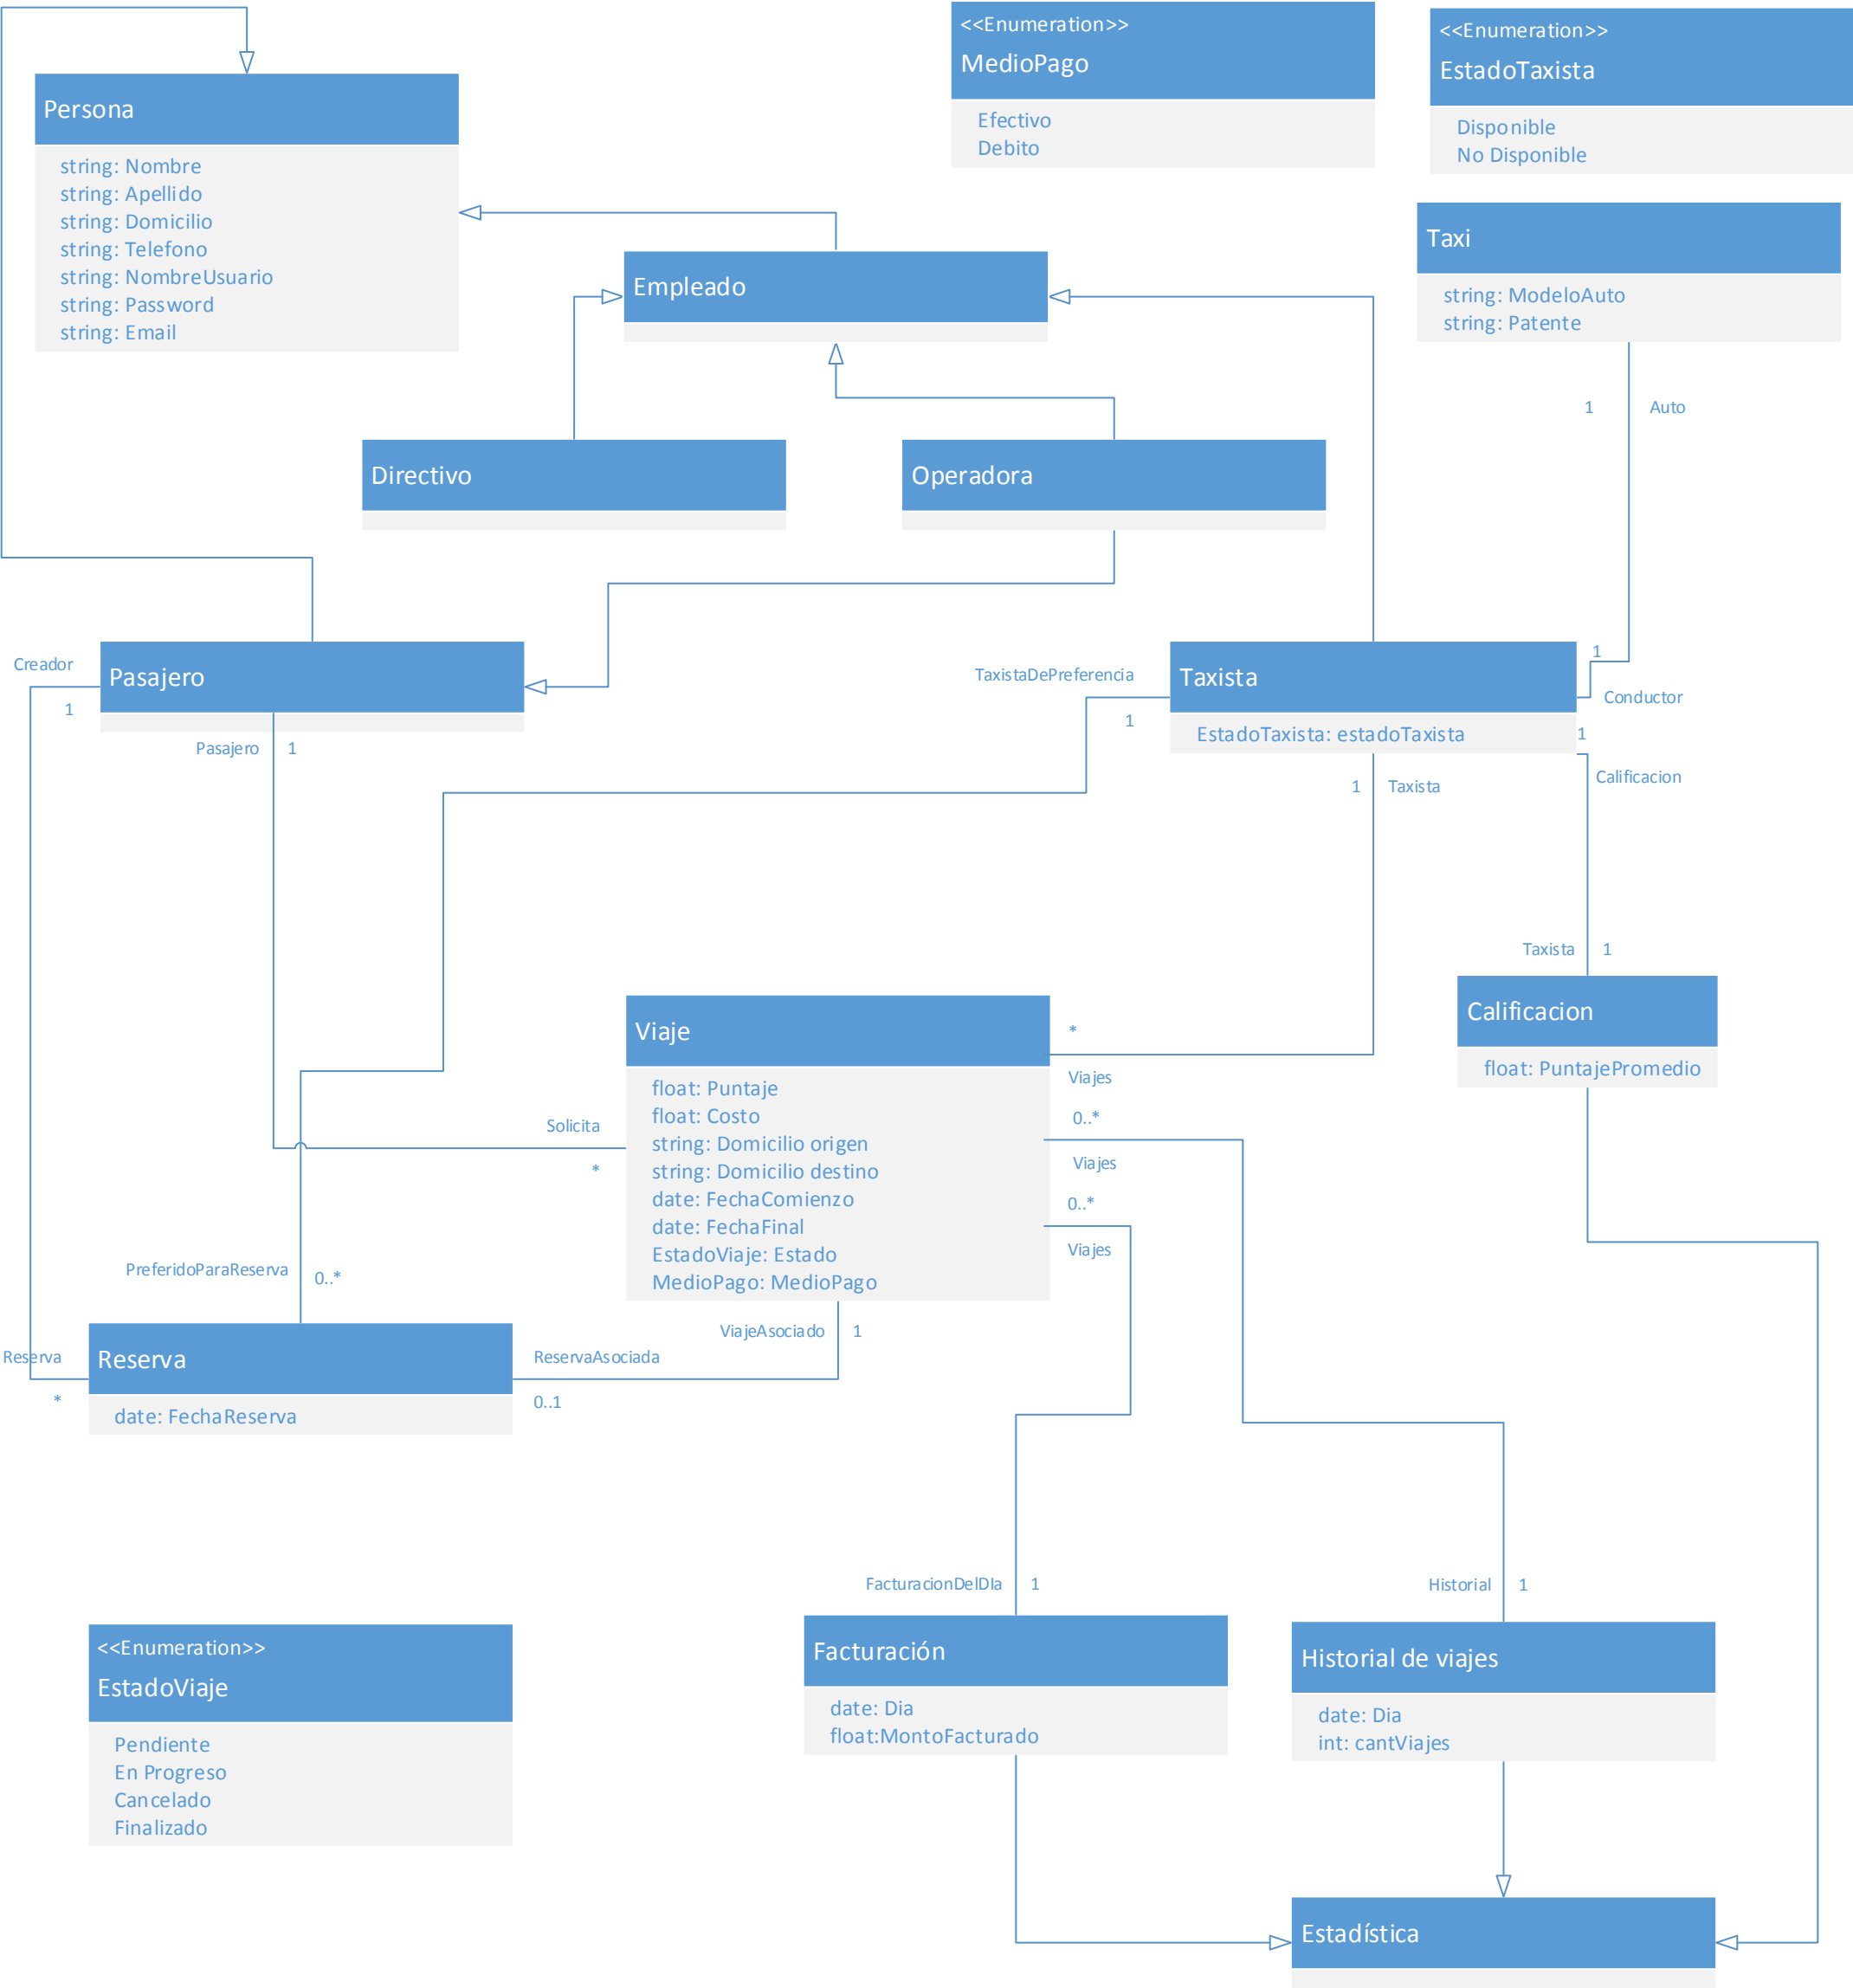 <<Enumeration>>
MedioPago
Efectivo
Debito
<<Enumeration>>
EstadoTaxista
Disponible
No Disponible
Persona
string: Nombre
string: Apellido
string: Domicilio
string: Telefono
string: NombreUsuario
string: Password
string: Email
Taxi
string: ModeloAuto
string: Patente
Empleado
1
Auto
Directivo
Operadora
Creador
1
Pasajero
Pasajero
1
TaxistaDePreferencia
1
Taxista
EstadoTaxista: estadoTaxista
1
Conductor
1
Calificacion
1
Taxista
Taxista
1
Calificacion
float: PuntajePromedio
Viaje
float: Puntaje
float: Costo
string: Domicilio origen
string: Domicilio destino
date: FechaComienzo
date: FechaFinal
EstadoViaje: Estado
MedioPago: MedioPago
*
Viajes
0..*
Viajes
0..*
Viajes
Solicita
*
PreferidoParaReserva
0..*
ViajeAsociado
1
Reserva
*
Reserva
date: FechaReserva
ReservaAsociada
0..1
FacturacionDelDIa
1
Historial
1
<<Enumeration>>
EstadoViaje
Pendiente
En Progreso
Cancelado
Finalizado
Facturación
date: Dia
float:MontoFacturado
Historial de viajes
date: Dia
int: cantViajes
Estadística